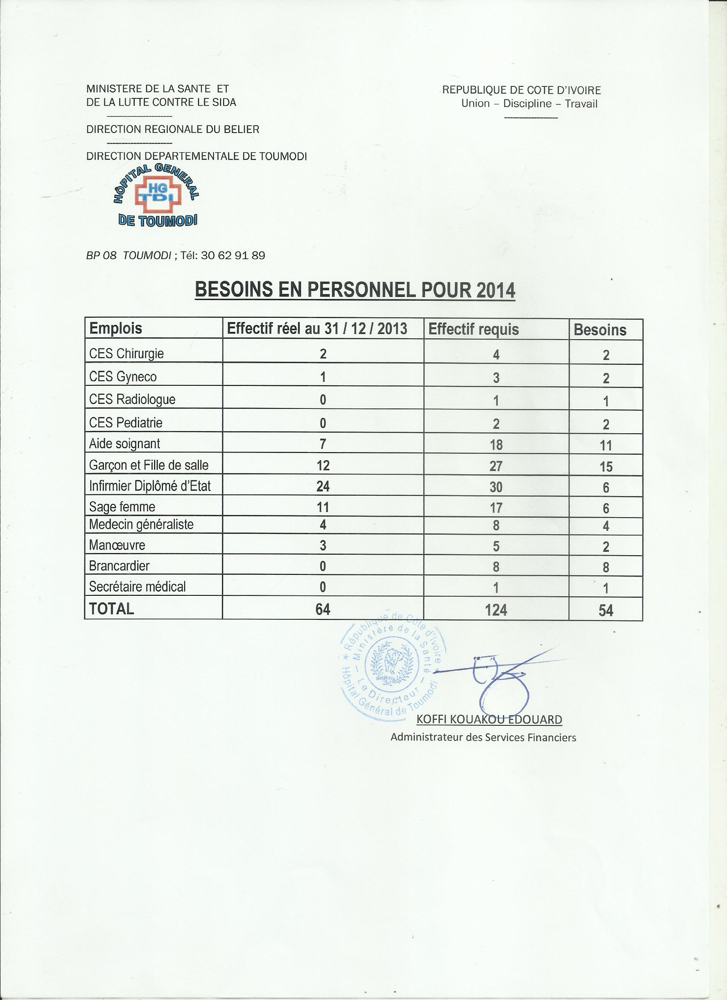 MINISTERE DE LA SANTE ET
DE LA LUTTE CONTRE LE SIDA
REPUBLIQUE DE COTE D'IVOIRE
Union – Discipline – Travail
DIRECTION REGIONALE DU BELIER
DIRECTION DEPARTEMENTALE DE TOUMODI
HÔPITAL GENERAL
HG
TDI
DE TOUMODI
BP 08 TOUMODI ; Tél: 30 62 91 89
BESOINS EN PERSONNEL POUR 2014
Emplois Effectif réel au 31 / 12 / 2013 Effectif requis Besoins
CES Chirurgie 2 4 2
CES Gyneco 1 3 2
CES Radiologue 0 1 1
CES Pediatrie 0 2 2
Aide soignant 7 18 11
Garçon et Fille de salle 12 27 15
Infirmier Diplômé d'Etat 24 30 6
Sage femme 11 17 6
Medecin généraliste 4 8 4
Manœuvre 3 5 2
Brancardier 0 8 8
Secrétaire médical 0 1 1
TOTAL 64 124 54
République de Côte d'Ivoire
Ministère de la Santé
Le Directeur
Hôpital Général de Toumodi
KOFFI KOUAKOU EDOUARD
Administrateur des Services Financiers